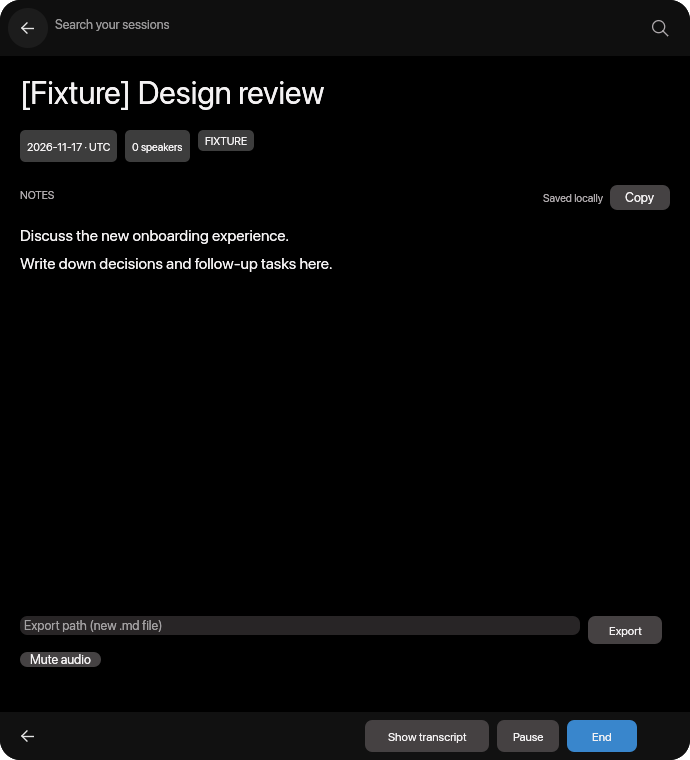 Search your sessions
[Fixture] Design review
2026-11-17 · UTC
0 speakers
FIXTURE
NOTES
Saved locally
Copy
Discuss the new onboarding experience.
Write down decisions and follow-up tasks here.
Export path (new .md file)
Export
Mute audio
Show transcript
Pause
End